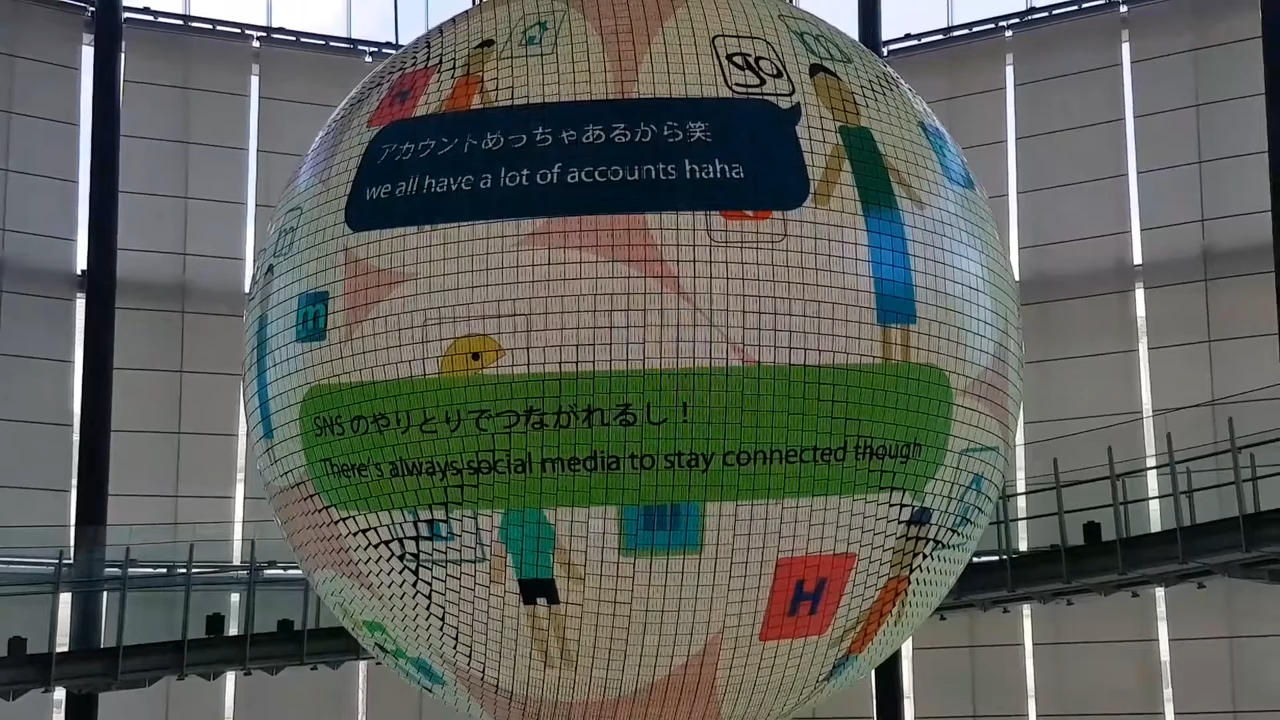 go
アカウントめっちゃあるから笑
we all have a lot of accounts haha
m
SNSのやりとりでつながれるし！
There's always social media to stay connected though
H